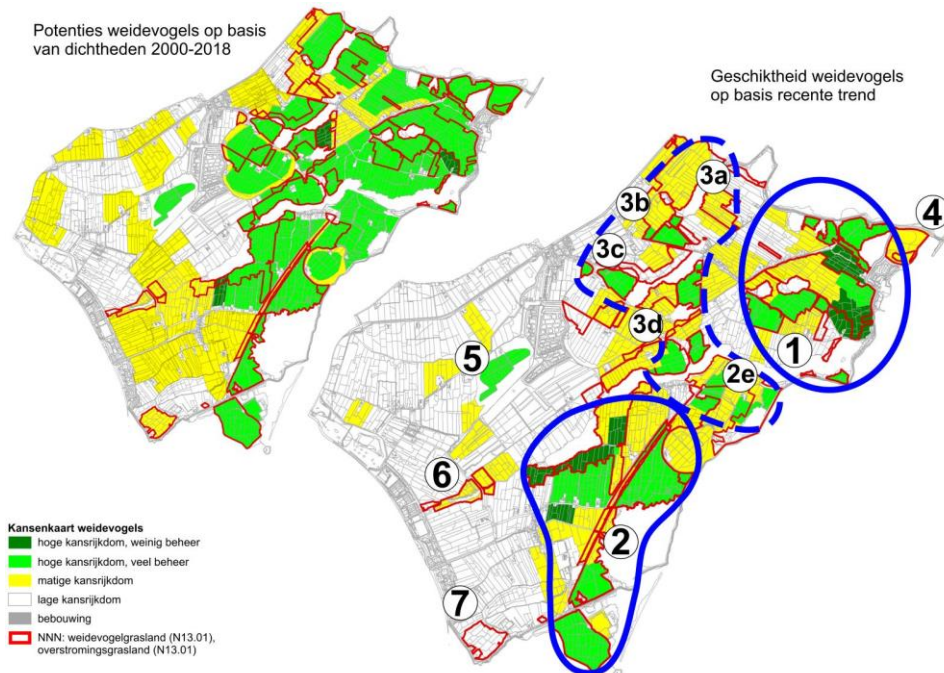 Potenties weidevogels op basis
van dichtheden 2000-2018
Geschiktheid weidevogels
op basis recente trend
3a
3b
4
3c
3d
1
5
2e
6
2
7
Kansenkaart weidevogels
hoge kansrijkdom, weinig beheer
hoge kansrijkdom, veel beheer
matige kansrijkdom
lage kansrijkdom
bebouwing
NNN: weidevogelgrasland (N13.01),
overstromingsgrasland (N13.01)